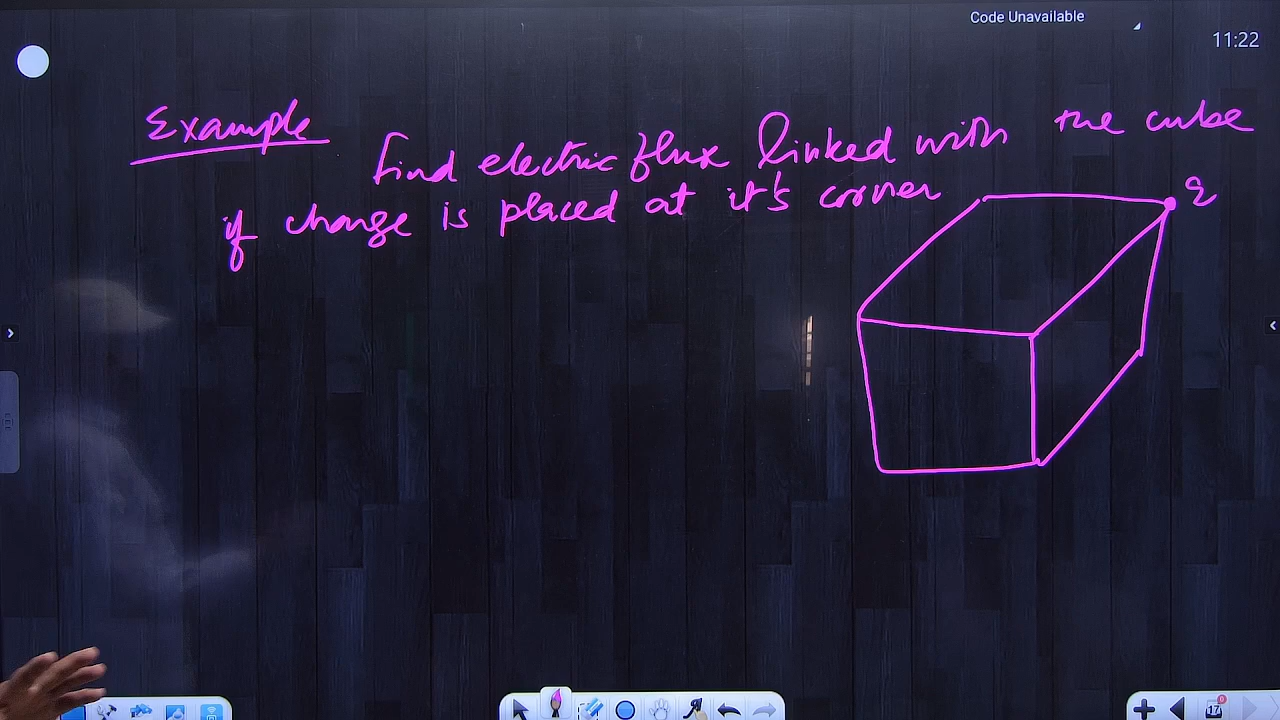 Code Unavailable
11:22
Example
Find electric flux linked with the cube
if charge is placed at it's corner
q
17